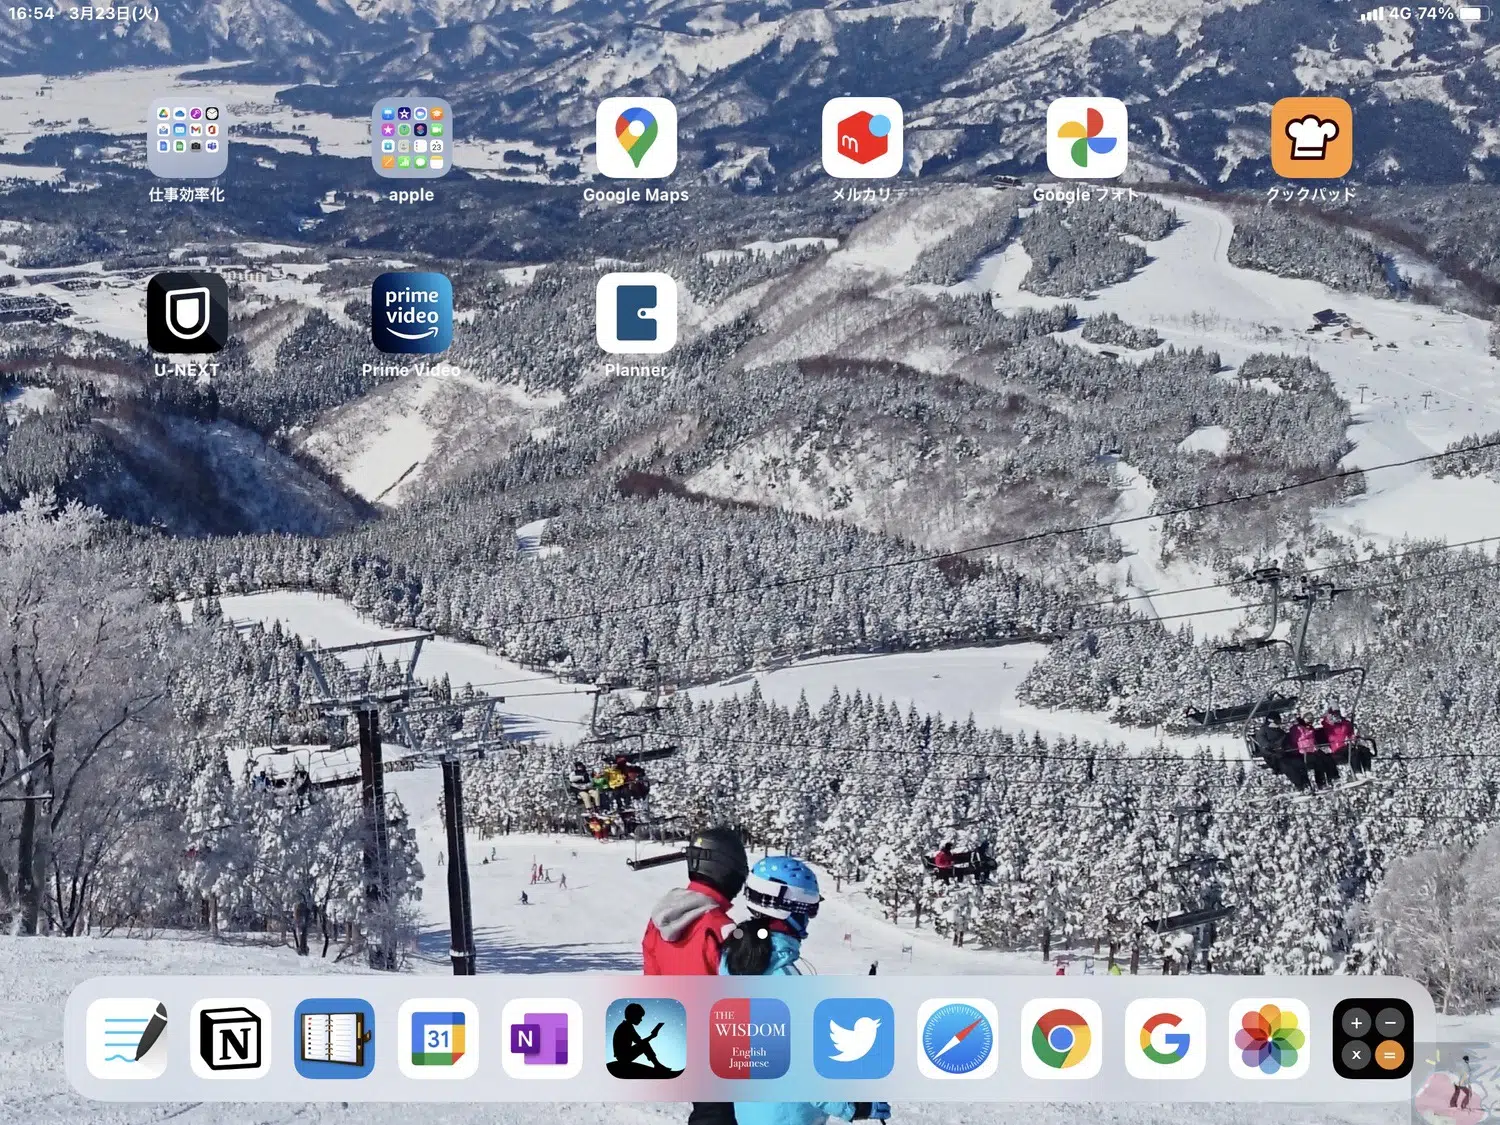 16:54 3月23日(火)
4G 74%
23
仕事効率化
apple
Google Maps
m
メルカリ
Google フォト
クックパッド
prime
video
U-NEXT
Prime Video
Planner
N
31
N
THE
WISDOM
English
Japanese
G
+ −
× =